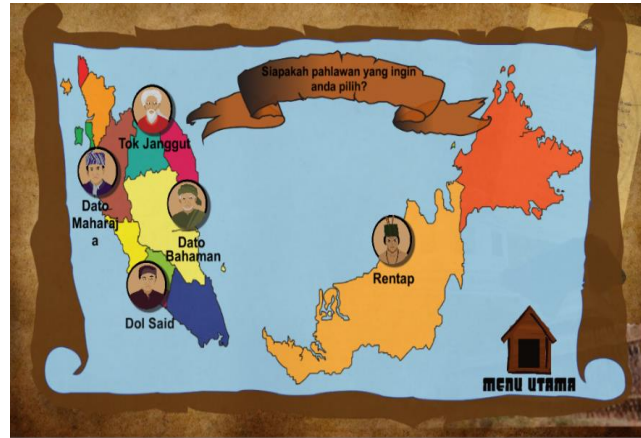 Siapakah pahlawan yang ingin
anda pilih?
Tok Janggut
Dato
Maharaj
a
Dato
Bahaman
Dol Said
Rentap
MENU UTAMA